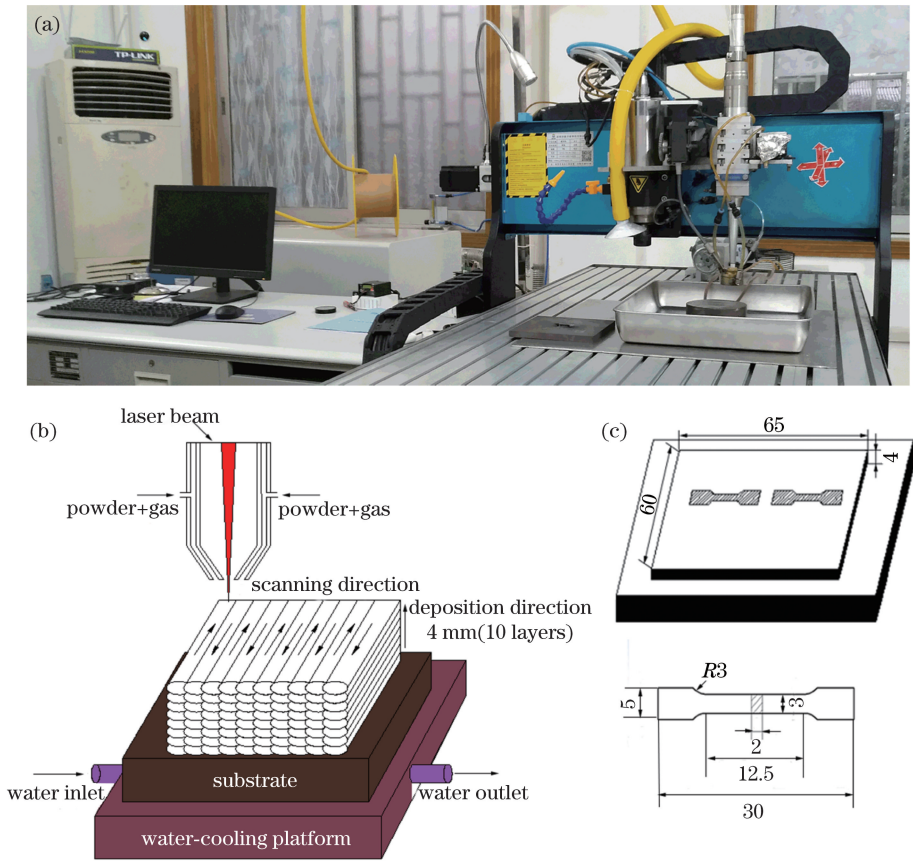 (a)
TP-LINK
(b)
laser beam
powder+gas
powder+gas
scanning direction
deposition direction
4 mm(10 layers)
substrate
water inlet
water outlet
water-cooling platform
(c)
65
4
60
R3
5
3
2
12.5
30